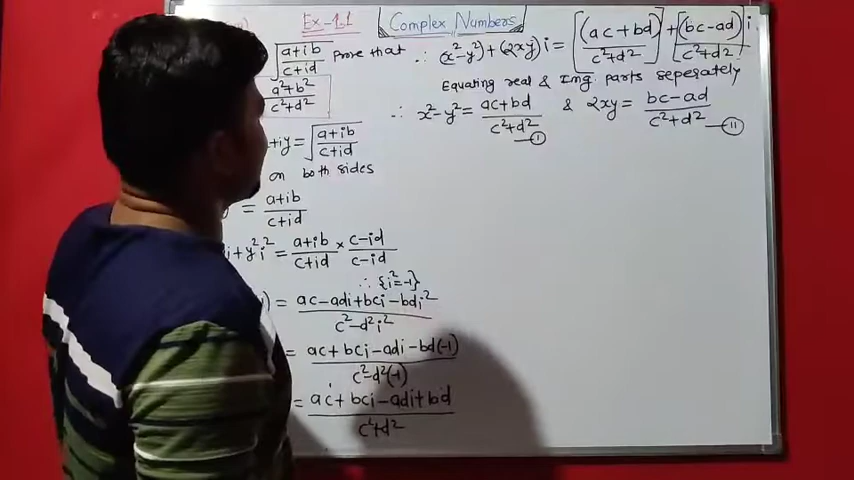 Ex-1.1
Complex Numbers
√(a+ib / c+id) Prove that
a²+b² / c²+d²
+iy = √(a+ib / c+id)
on both sides
= a+ib / c+id
i + y²i² = a+ib / c+id × c-id / c-id
∴ {i²=-1}
i) = ac-adi+bci-bdi² / c²-d²i²
= ac+bci-adi-bd(-1) / c²-d²(-1)
= ac+bci-adi+bd / c²+d²
∴ (x²-y²)+(2xy)i = [(ac+bd) / c²+d²] + [(bc-ad) / c²+d²] i
Equating real & Img parts seperately
∴ x²-y² = ac+bd / c²+d² —(I) & 2xy = bc-ad / c²+d² —(II)